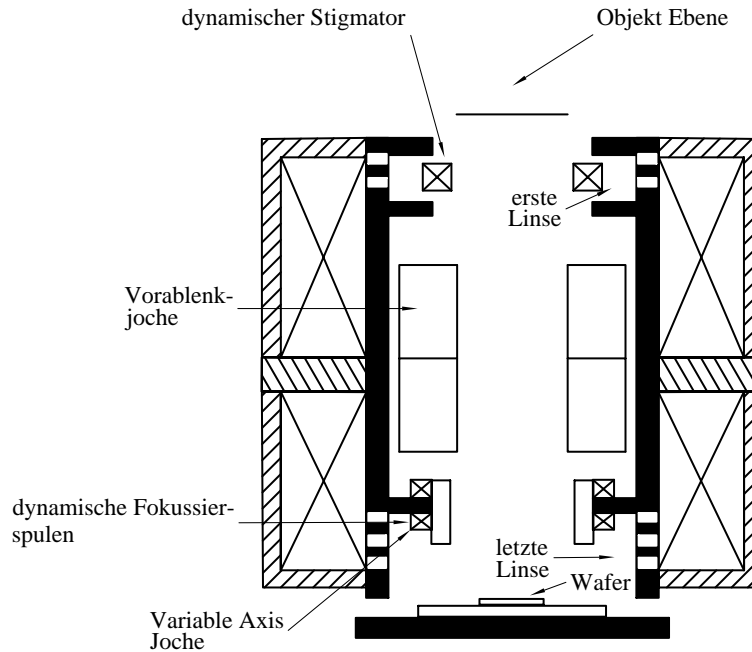 dynamischer Stigmator
Objekt Ebene
erste
Linse
Vorablenk-
joche
dynamische Fokussier-
spulen
letzte
Linse
Wafer
Variable Axis
Joche